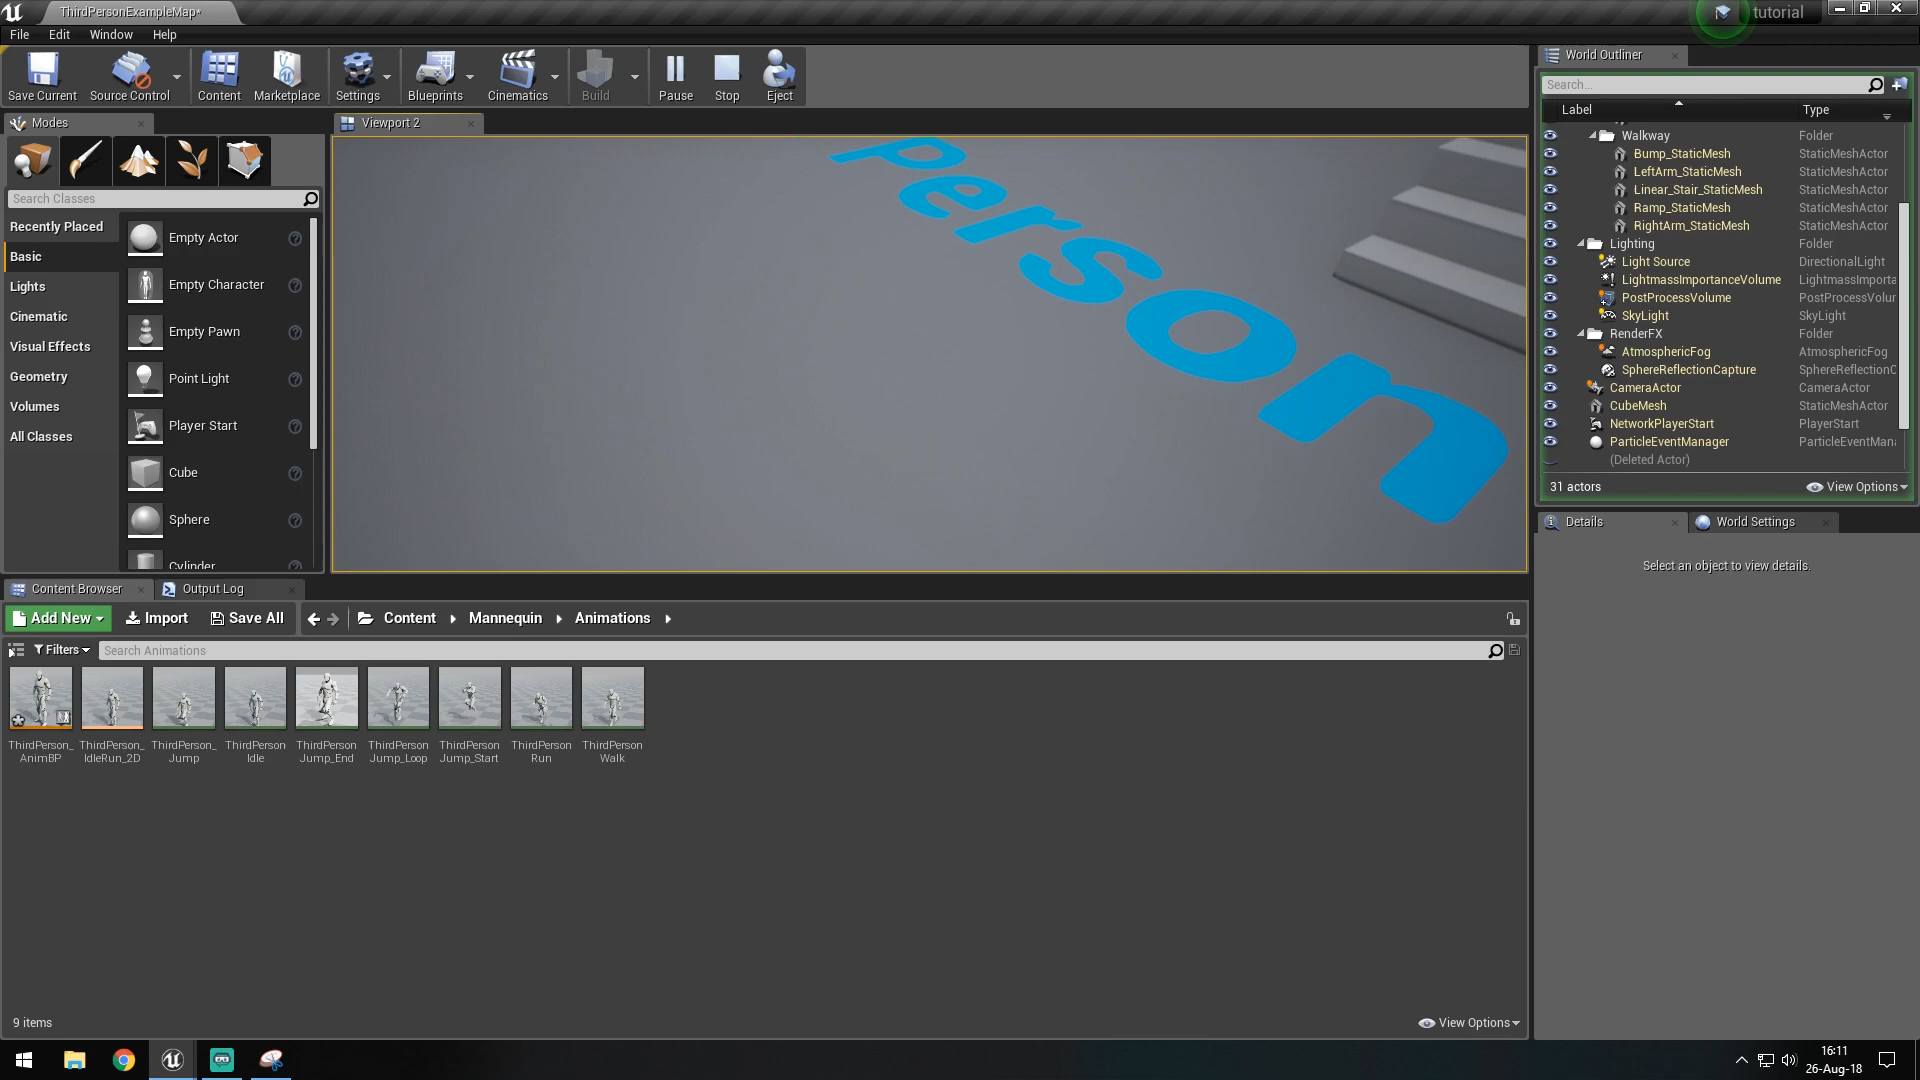 ThirdPersonExampleMap*
tutorial
File Edit Window Help
Save Current Source Control Content Marketplace Settings Blueprints Cinematics Build Pause Stop Eject
Modes
Search Classes
Recently Placed
Basic
Lights
Cinematic
Visual Effects
Geometry
Volumes
All Classes
Empty Actor
Empty Character
Empty Pawn
Point Light
Player Start
Cube
Sphere
Cylinder
Viewport 2
Person
World Outliner
Search...
Label Type
Walkway Folder
Bump_StaticMesh StaticMeshActor
LeftArm_StaticMesh StaticMeshActor
Linear_Stair_StaticMesh StaticMeshActor
Ramp_StaticMesh StaticMeshActor
RightArm_StaticMesh StaticMeshActor
Lighting Folder
Light Source DirectionalLight
LightmassImportanceVolume LightmassImporta
PostProcessVolume PostProcessVolur
SkyLight SkyLight
RenderFX Folder
AtmosphericFog AtmosphericFog
SphereReflectionCapture SphereReflectionC
CameraActor CameraActor
CubeMesh StaticMeshActor
NetworkPlayerStart PlayerStart
ParticleEventManager ParticleEventMana
(Deleted Actor)
31 actors View Options
Details World Settings
Select an object to view details.
Content Browser Output Log
Add New Import Save All Content Mannequin Animations
Filters Search Animations
ThirdPerson_
AnimBP
ThirdPerson_
IdleRun_2D
ThirdPerson_
Jump
ThirdPerson
Idle
ThirdPerson
Jump_End
ThirdPerson
Jump_Loop
ThirdPerson
Jump_Start
ThirdPerson
Run
ThirdPerson
Walk
9 items View Options
16:11
26-Aug-18